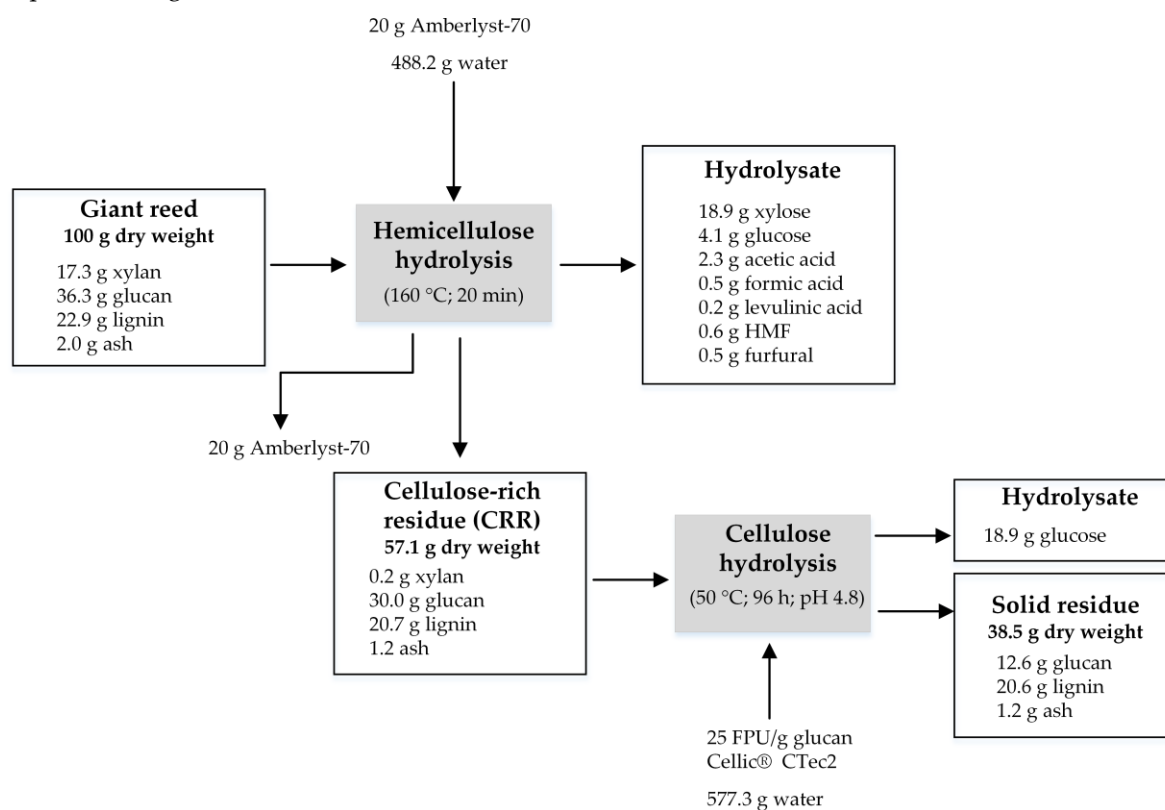 20 g Amberlyst-70
488.2 g water
Giant reed
100 g dry weight
17.3 g xylan
36.3 g glucan
22.9 g lignin
2.0 g ash
Hemicellulose
hydrolysis
(160 °C; 20 min)
Hydrolysate
18.9 g xylose
4.1 g glucose
2.3 g acetic acid
0.5 g formic acid
0.2 g levulinic acid
0.6 g HMF
0.5 g furfural
20 g Amberlyst-70
Cellulose-rich
residue (CRR)
57.1 g dry weight
0.2 g xylan
30.0 g glucan
20.7 g lignin
1.2 ash
Cellulose
hydrolysis
(50 °C; 96 h; pH 4.8)
25 FPU/g glucan
Cellic® CTec2
577.3 g water
Hydrolysate
18.9 g glucose
Solid residue
38.5 g dry weight
12.6 g glucan
20.6 g lignin
1.2 g ash